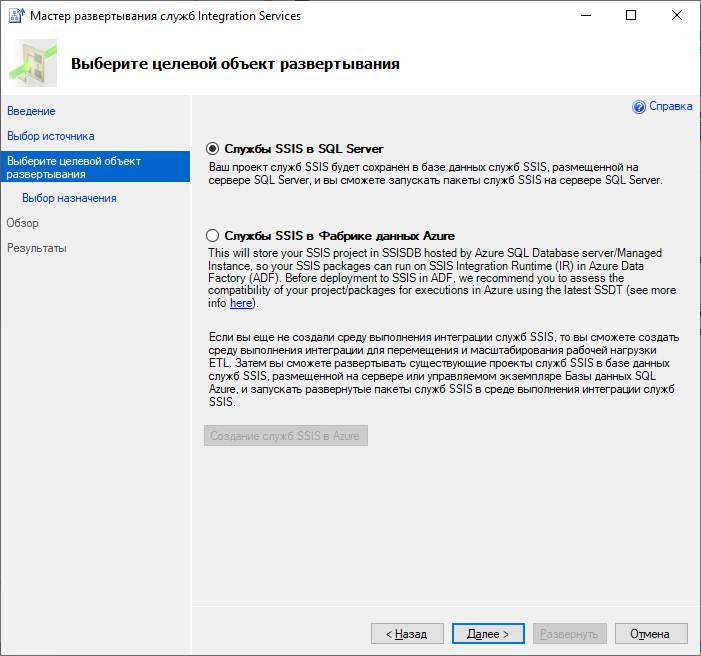 Мастер развертывания служб Integration Services
Выберите целевой объект развертывания
Введение
Выбор источника
Выберите целевой объект
развертывания
Выбор назначения
Обзор
Результаты
Справка
Службы SSIS в SQL Server
Ваш проект служб SSIS будет сохранен в базе данных служб SSIS, размещенной на
сервере SQL Server, и вы сможете запускать пакеты служб SSIS на сервере SQL Server.
Службы SSIS в Фабрике данных Azure
This will store your SSIS project in SSISDB hosted by Azure SQL Database server/Managed
Instance, so your SSIS packages can run on SSIS Integration Runtime (IR) in Azure Data
Factory (ADF). Before deployment to SSIS in ADF, we recommend you to assess the
compatibility of your project/packages for executions in Azure using the latest SSDT (see more
info here).
Если вы еще не создали среду выполнения интеграции служб SSIS, то вы сможете создать
среду выполнения интеграции для перемещения и масштабирования рабочей нагрузки
ETL. Затем вы сможете развертывать существующие проекты служб SSIS в базе данных
служб SSIS, размещенной на сервере или управляемом экземпляре Базы данных SQL
Azure, и запускать развернутые пакеты служб SSIS в среде выполнения интеграции служб
SSIS.
Создание служб SSIS в Azure
< Назад
Далее >
Развернуть
Отмена